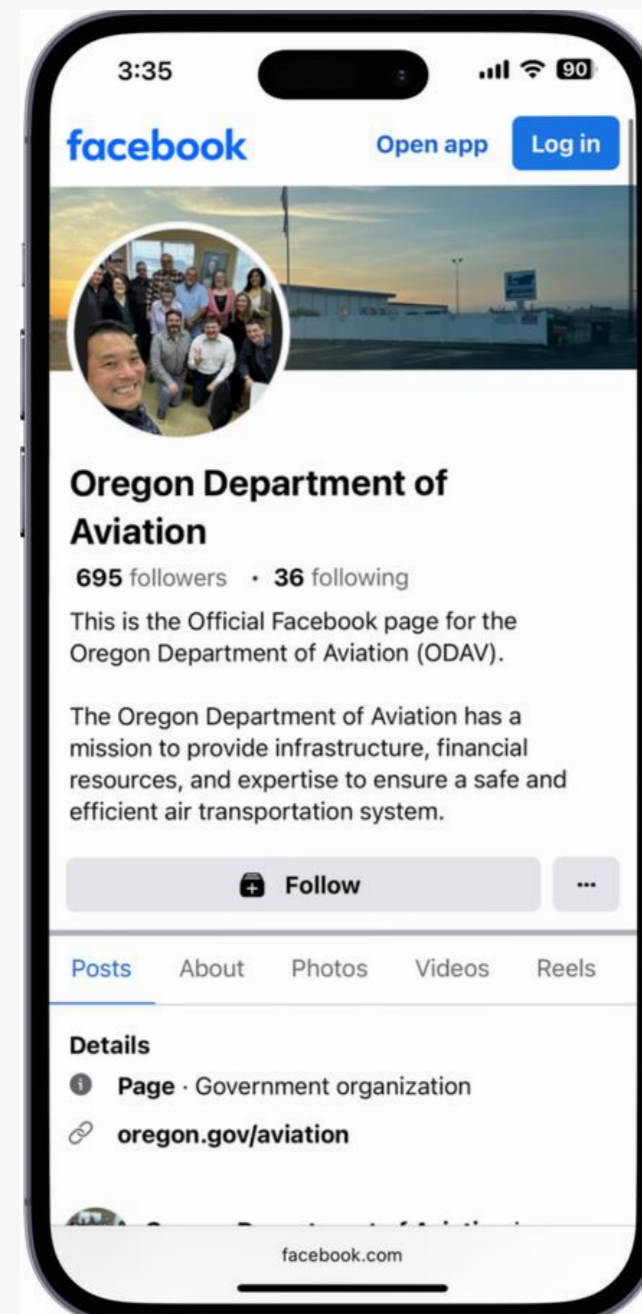 3:35
90
facebook
Open app
Log in
Oregon Department of
Aviation
695 followers · 36 following
This is the Official Facebook page for the
Oregon Department of Aviation (ODAV).
The Oregon Department of Aviation has a
mission to provide infrastructure, financial
resources, and expertise to ensure a safe and
efficient air transportation system.
Follow
Posts
About
Photos
Videos
Reels
Details
Page · Government organization
oregon.gov/aviation
facebook.com